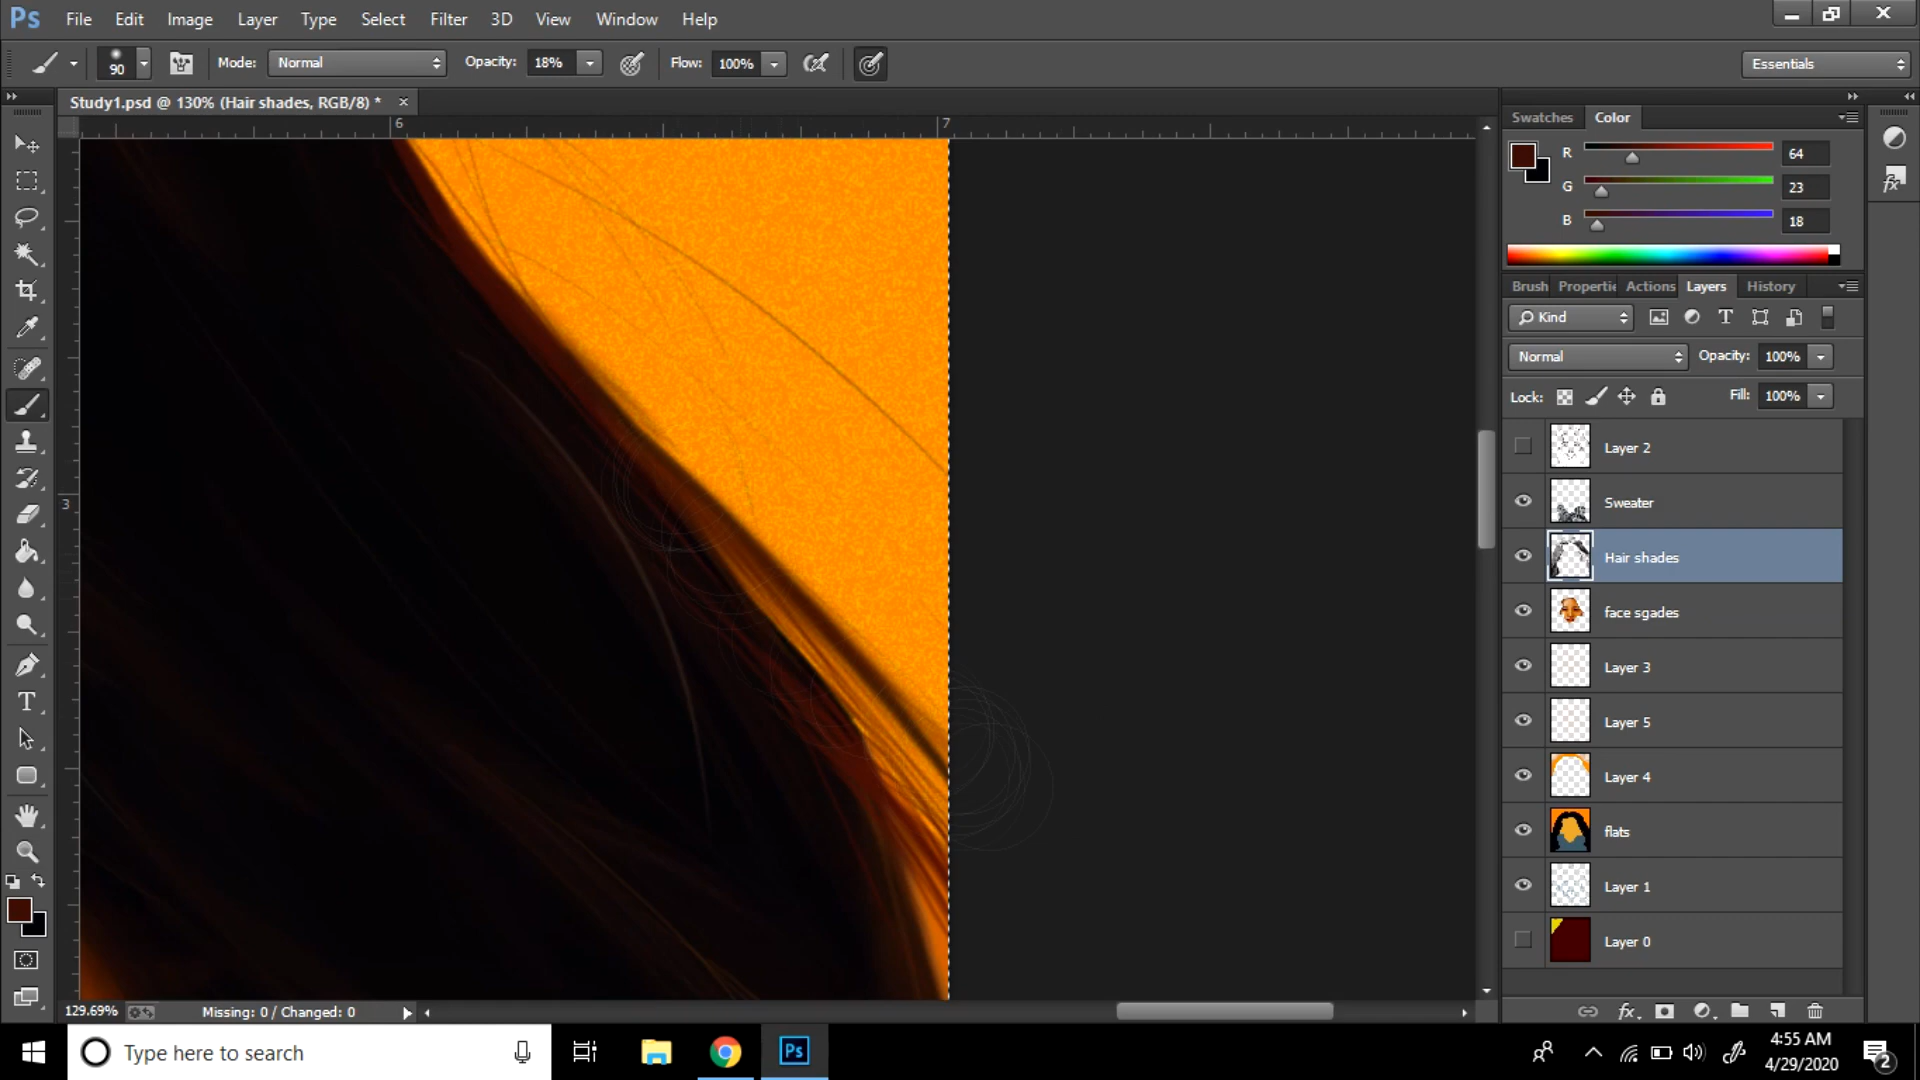 Ps File Edit Image Layer Type Select Filter 3D View Window Help
90 Mode: Normal Opacity: 18% Flow: 100% Essentials
Study1.psd @ 130% (Hair shades, RGB/8) *
6 7
3
Swatches Color
R 64
G 23
B 18
Brush Properti Actions Layers History
Kind T
Normal Opacity: 100%
Lock: Fill: 100%
Layer 2
Sweater
Hair shades
face sgades
Layer 3
Layer 5
Layer 4
flats
Layer 1
Layer 0
fx
T
fx
129.69% Missing: 0 / Changed: 0
Type here to search
Ps
4:55 AM
4/29/2020
2